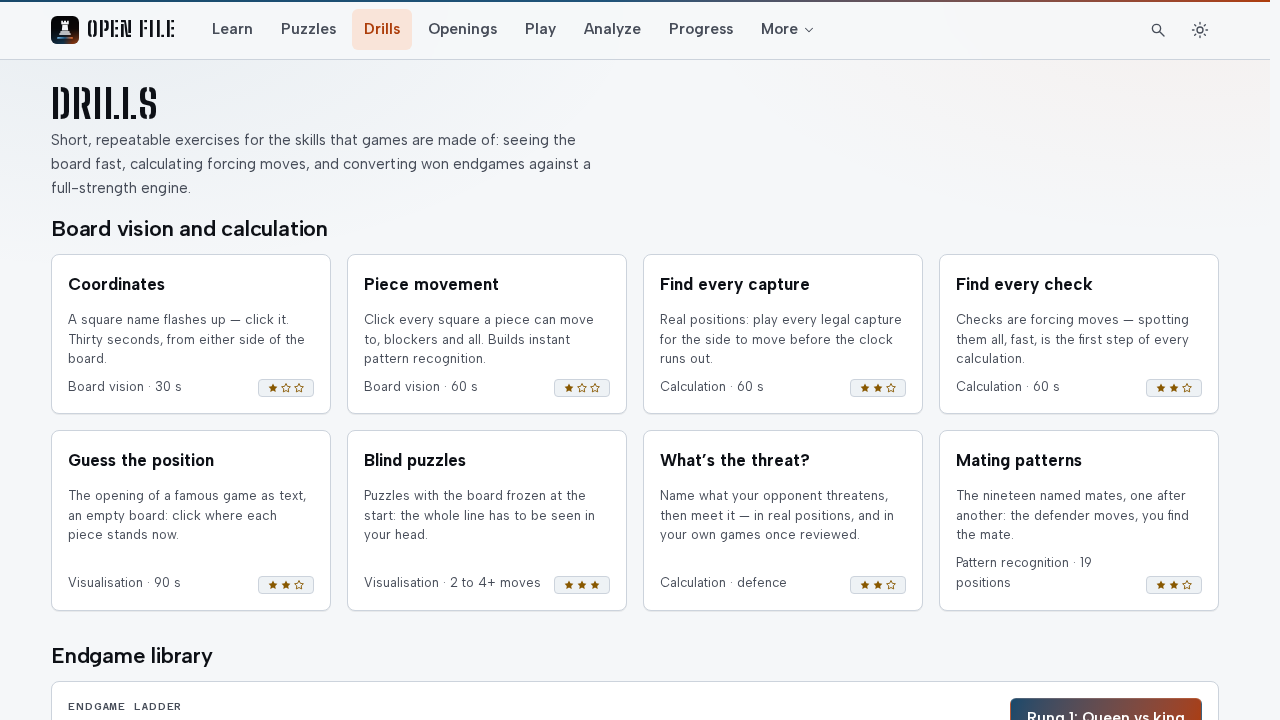 OPEN FILE
Learn
Puzzles
Drills
Openings
Play
Analyze
Progress
More
DRILLS
Short, repeatable exercises for the skills that games are made of: seeing the
board fast, calculating forcing moves, and converting won endgames against a
full-strength engine.
Board vision and calculation
Coordinates
A square name flashes up — click it.
Thirty seconds, from either side of the
board.
Board vision · 30 s
Piece movement
Click every square a piece can move
to, blockers and all. Builds instant
pattern recognition.
Board vision · 60 s
Find every capture
Real positions: play every legal capture
for the side to move before the clock
runs out.
Calculation · 60 s
Find every check
Checks are forcing moves — spotting
them all, fast, is the first step of every
calculation.
Calculation · 60 s
Guess the position
The opening of a famous game as text,
an empty board: click where each
piece stands now.
Visualisation · 90 s
Blind puzzles
Puzzles with the board frozen at the
start: the whole line has to be seen in
your head.
Visualisation · 2 to 4+ moves
What’s the threat?
Name what your opponent threatens,
then meet it — in real positions, and in
your own games once reviewed.
Calculation · defence
Mating patterns
The nineteen named mates, one after
another: the defender moves, you find
the mate.
Pattern recognition · 19
positions
Endgame library
ENDGAME LADDER
Rung 1: Queen vs king